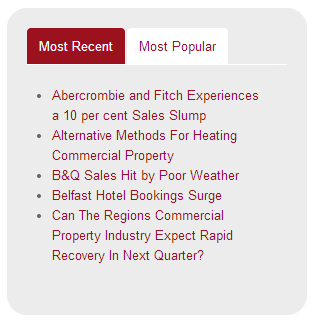 Most Recent Most Popular
Abercrombie and Fitch Experiences
a 10 per cent Sales Slump
Alternative Methods For Heating
Commercial Property
B&Q Sales Hit by Poor Weather
Belfast Hotel Bookings Surge
Can The Regions Commercial
Property Industry Expect Rapid
Recovery In Next Quarter?